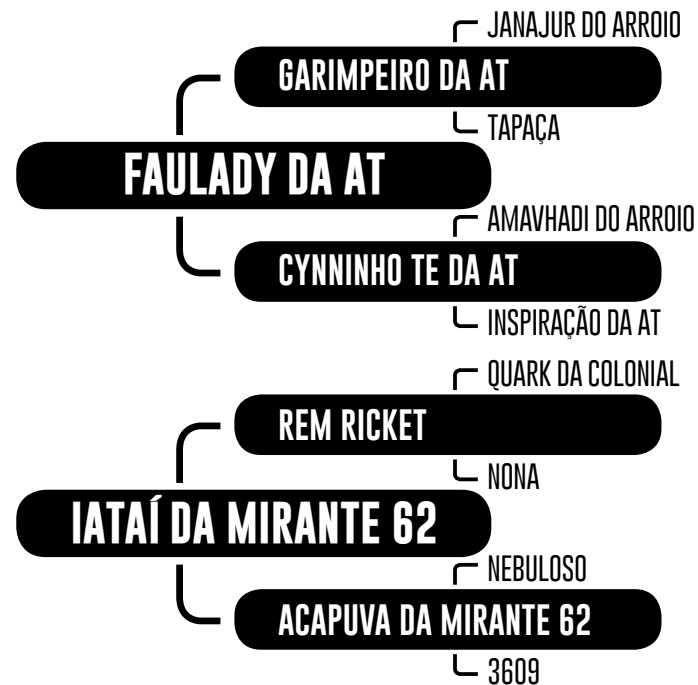 JANAJUR DO ARROIO
GARIMPEIRO DA AT
TAPAÇA
FAULADY DA AT
AMAVHADI DO ARROIO
CYNNINHO TE DA AT
INSPIRAÇÃO DA AT
QUARK DA COLONIAL
REM RICKET
NONA
IATAÍ DA MIRANTE 62
NEBULOSO
ACAPUVA DA MIRANTE 62
3609